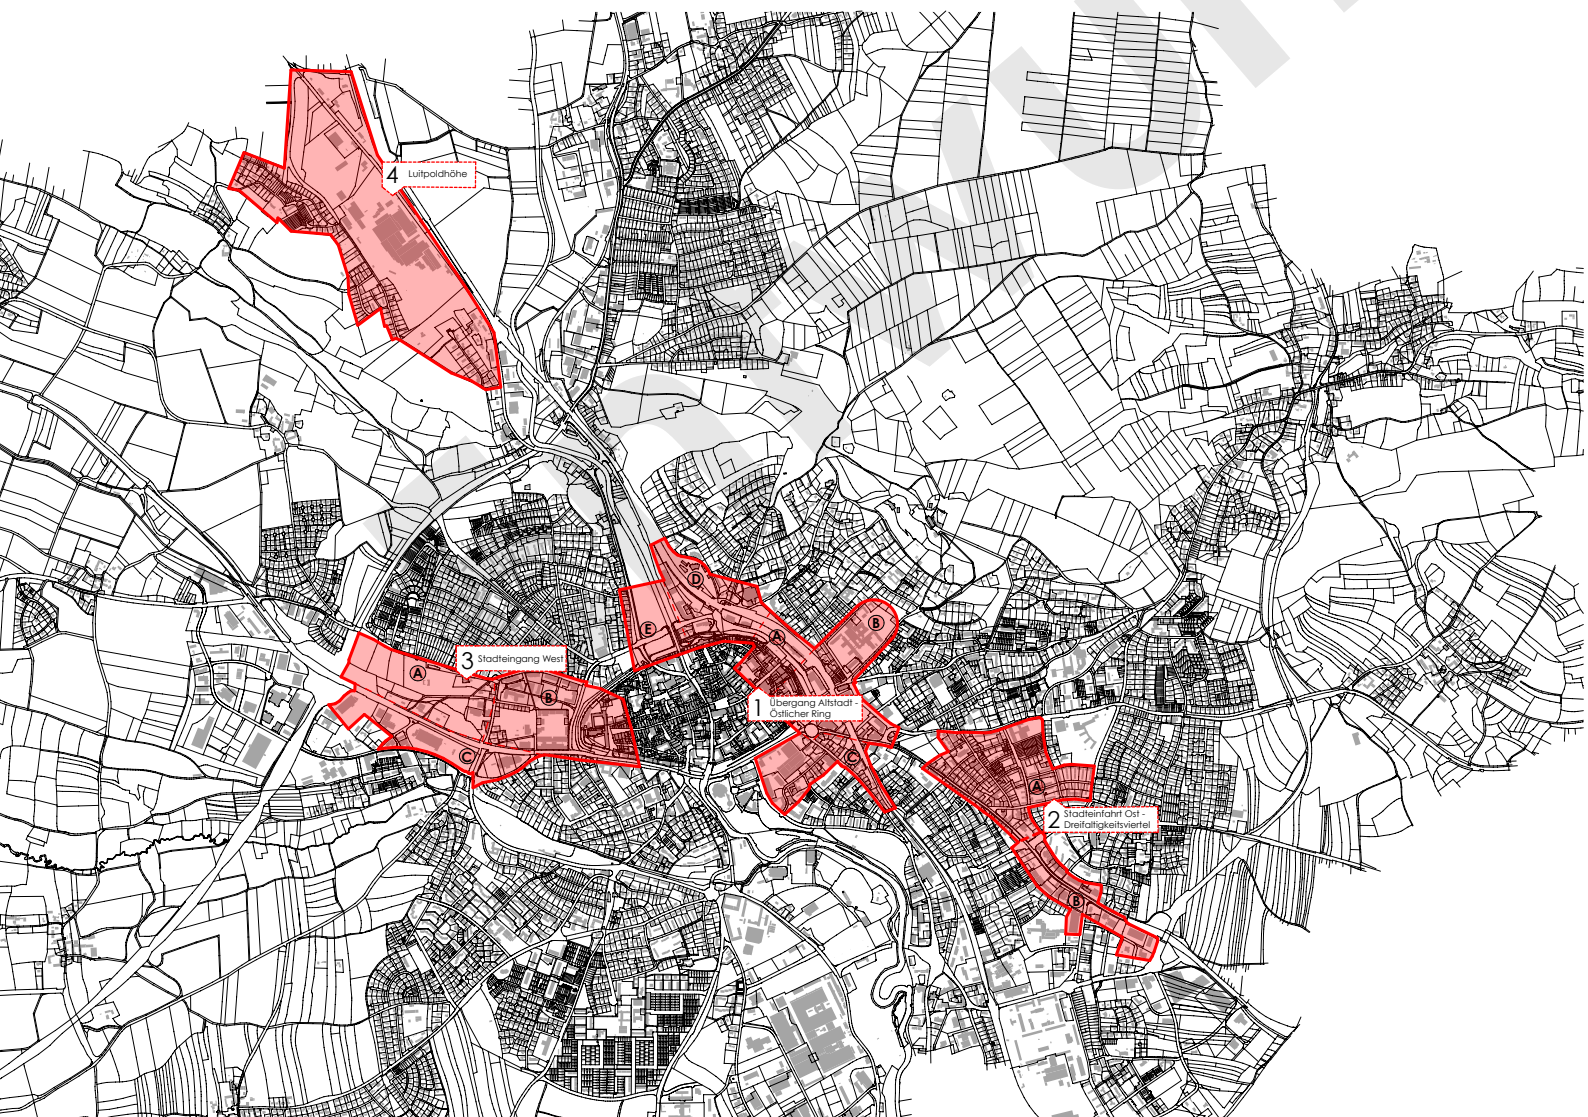 4 Luitpoldhöhe
D
B
E
A
3 Stadteingang West
A
B
1 Übergang Altstadt -
Östlicher Ring
C
C
A
2 Stadteinfahrt Ost -
Dreifaltigkeitsviertel
B